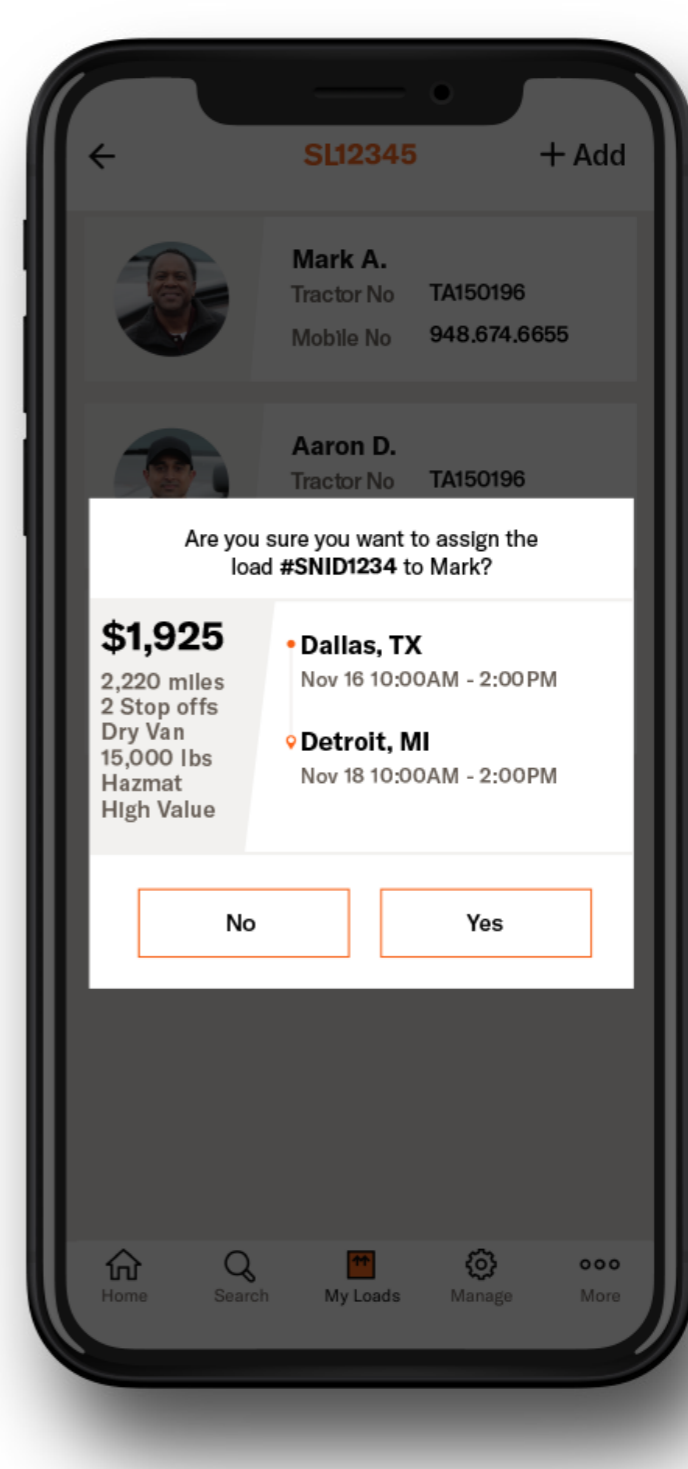 SL12345
+ Add
Mark A.
Tractor No TA150196
Mobile No 948.674.6655
Aaron D.
Tractor No TA150196
Are you sure you want to assign the
load #SNID1234 to Mark?
$1,925
2,220 miles
2 Stop offs
Dry Van
15,000 lbs
Hazmat
High Value
Dallas, TX
Nov 16 10:00AM - 2:00PM
Detroit, MI
Nov 18 10:00AM - 2:00PM
No
Yes
Home
Search
My Loads
Manage
More